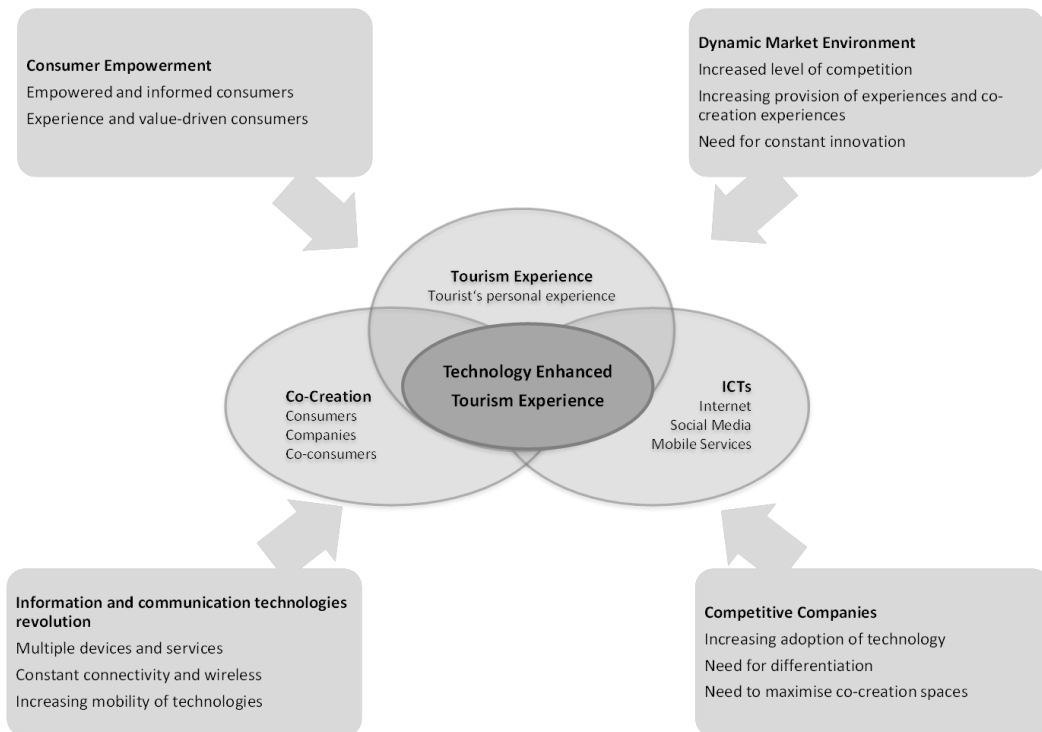 Consumer Empowerment
Empowered and informed consumers
Experience and value-driven consumers
Dynamic Market Environment
Increased level of competition
Increasing provision of experiences and co-
creation experiences
Need for constant innovation
Tourism Experience
Tourist's personal experience
Technology Enhanced
Tourism Experience
Co-Creation
Consumers
Companies
Co-consumers
ICTs
Internet
Social Media
Mobile Services
Information and communication technologies
revolution
Multiple devices and services
Constant connectivity and wireless
Increasing mobility of technologies
Competitive Companies
Increasing adoption of technology
Need for differentiation
Need to maximise co-creation spaces